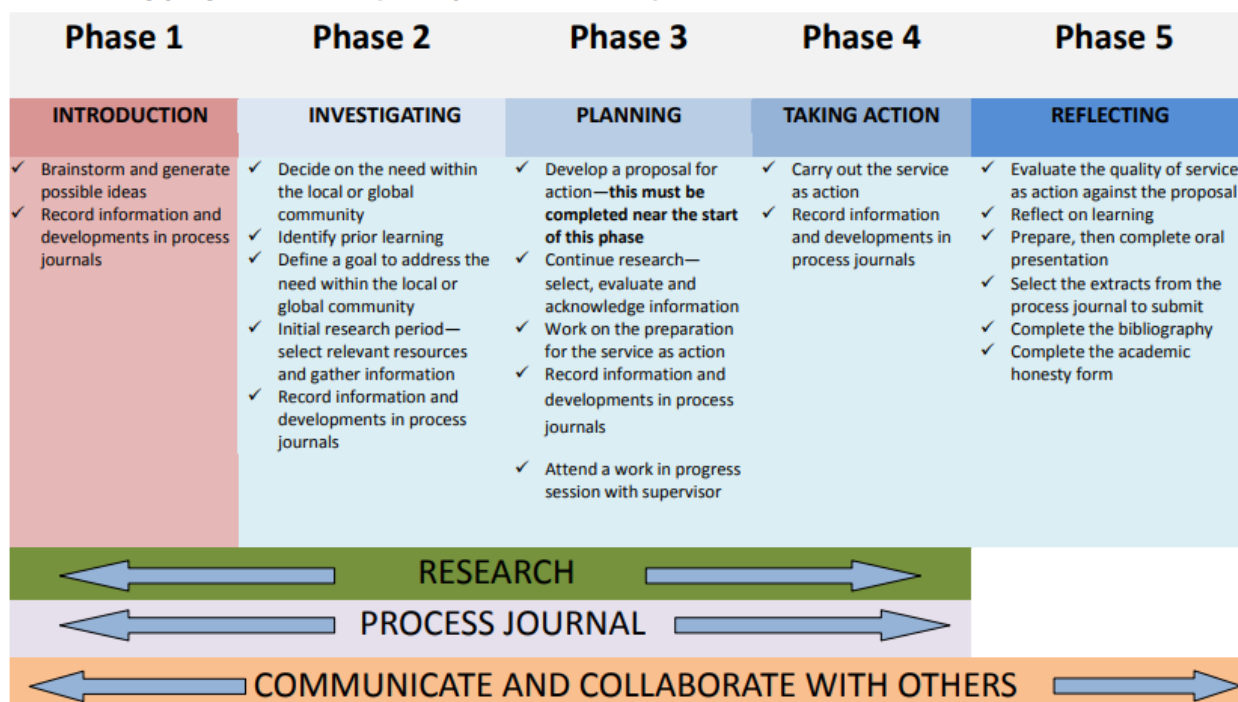 Phase 1
Phase 2
Phase 3
Phase 4
Phase 5
INTRODUCTION
INVESTIGATING
PLANNING
TAKING ACTION
REFLECTING
✓ Brainstorm and generate
possible ideas
✓ Record information and
developments in process
journals
✓ Decide on the need within
the local or global
community
✓ Identify prior learning
✓ Define a goal to address the
need within the local or
global community
✓ Initial research period—
select relevant resources
and gather information
✓ Record information and
developments in process
journals
✓ Develop a proposal for
action—this must be
completed near the start
of this phase
✓ Continue research—
select, evaluate and
acknowledge information
✓ Work on the preparation
for the service as action
✓ Record information and
developments in process
journals
✓ Attend a work in progress
session with supervisor
✓ Carry out the service
as action
✓ Record information
and developments in
process journals
✓ Evaluate the quality of service
as action against the proposal
✓ Reflect on learning
✓ Prepare, then complete oral
presentation
✓ Select the extracts from the
process journal to submit
✓ Complete the bibliography
✓ Complete the academic
honesty form
RESEARCH
PROCESS JOURNAL
COMMUNICATE AND COLLABORATE WITH OTHERS